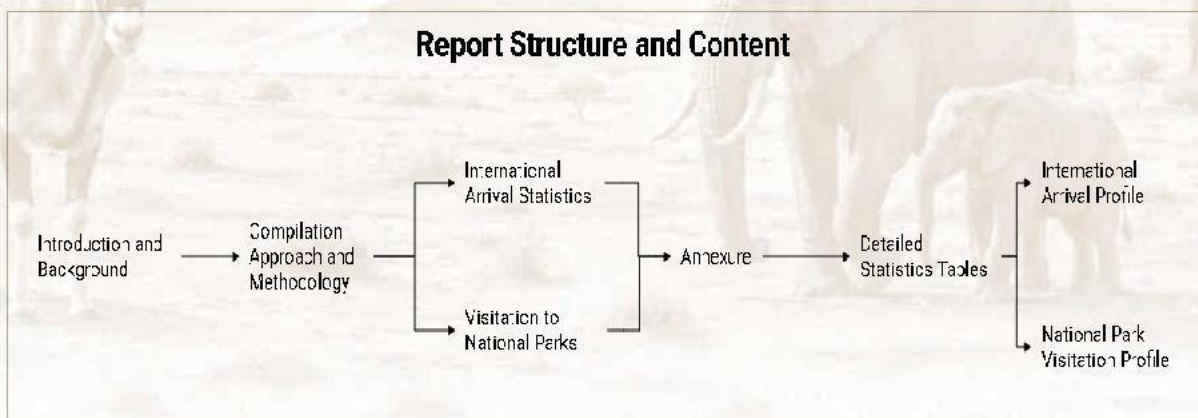 Report Structure and Content
Introduction and
Background
Compilation
Approach and
Methodology
International
Arrival Statistics
Visitation to
National Parks
Annexure
Detailed
Statistics Tables
International
Arrival Profile
National Park
Visitation Profile